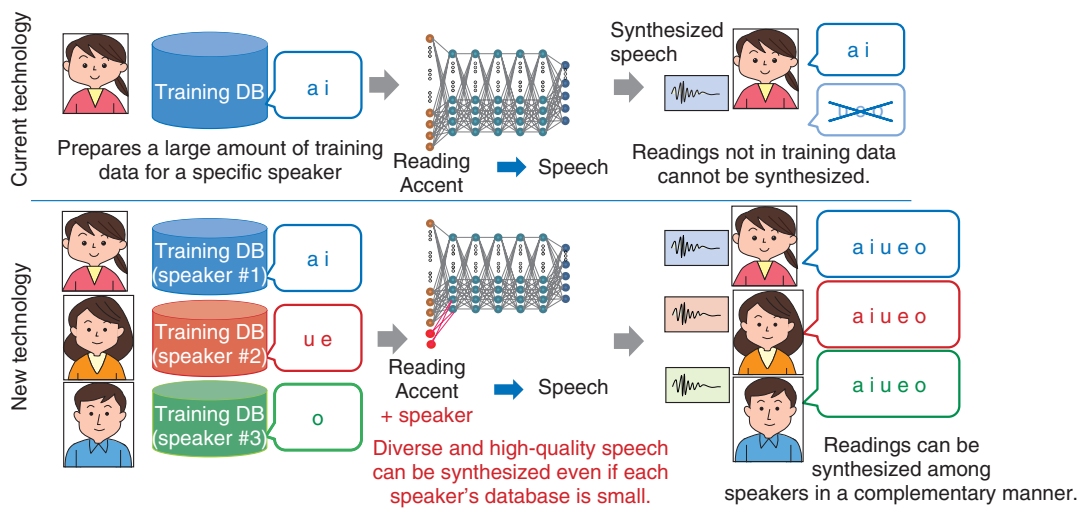 Current technology
Training DB
a i
Prepares a large amount of training
data for a specific speaker
Reading
Accent
Speech
Synthesized
speech
a i
Readings not in training data
cannot be synthesized.
New technology
Training DB
(speaker #1)
a i
Training DB
(speaker #2)
u e
Training DB
(speaker #3)
o
Reading
Accent
+ speaker
Speech
Diverse and high-quality speech
can be synthesized even if each
speaker's database is small.
a i u e o
a i u e o
a i u e o
Readings can be
synthesized among
speakers in a complementary manner.